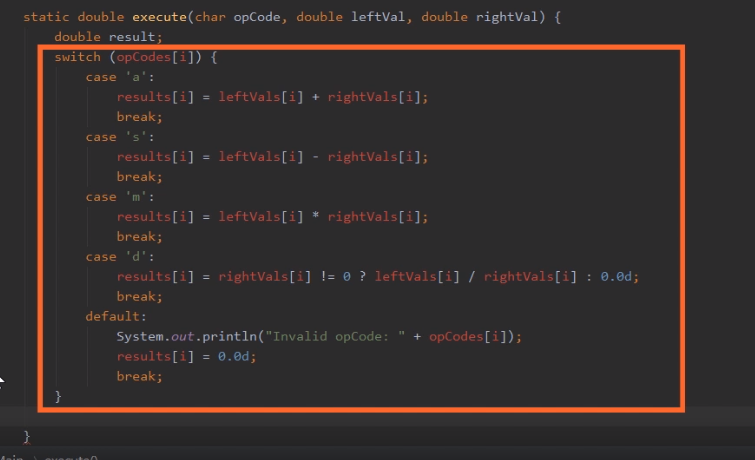 static double execute(char opCode, double leftVal, double rightVal) {
double result;
switch (opCodes[i]) {
case 'a':
results[i] = leftVals[i] + rightVals[i];
break;
case 's':
results[i] = leftVals[i] - rightVals[i];
break;
case 'm':
results[i] = leftVals[i] * rightVals[i];
break;
case 'd':
results[i] = rightVals[i] != 0 ? leftVals[i] / rightVals[i] : 0.0d;
break;
default:
System.out.println("Invalid opCode: " + opCodes[i]);
results[i] = 0.0d;
break;
}
}